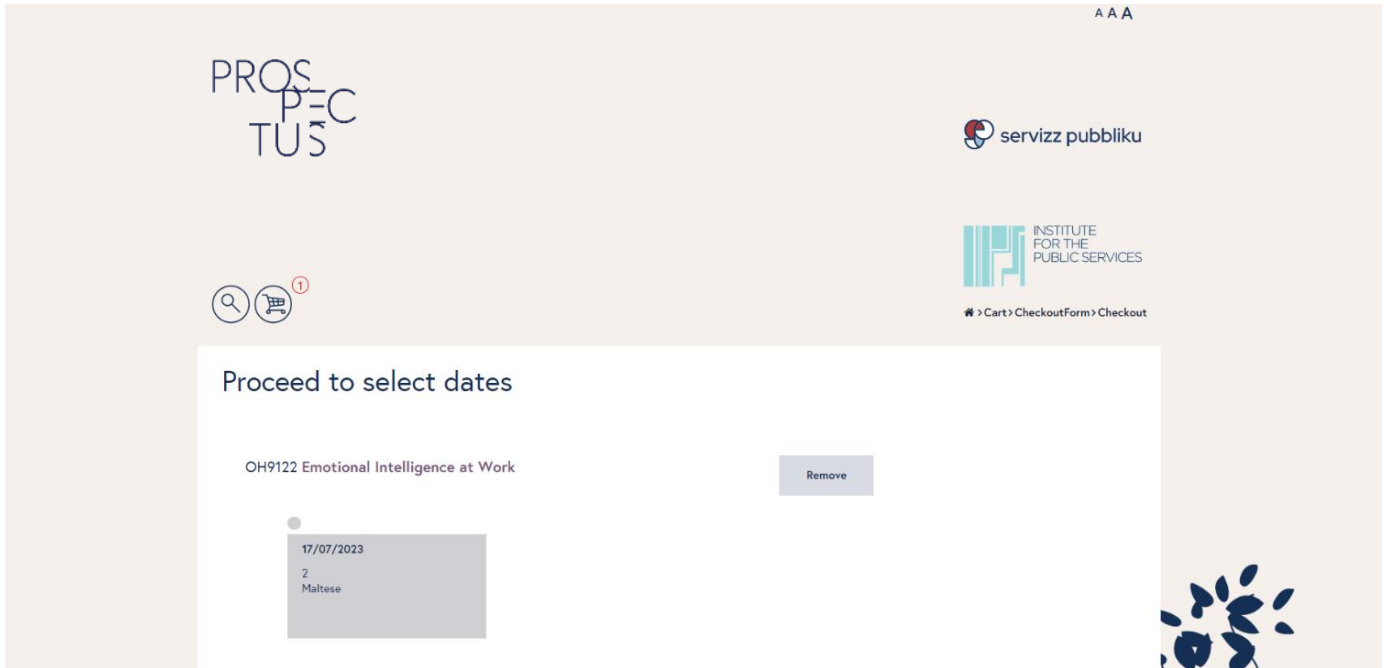 A A A
PROS
PEC
TUS
servizz pubbliku
INSTITUTE
FOR THE
PUBLIC SERVICES
1
> Cart > CheckoutForm > Checkout
Proceed to select dates
OH9122 Emotional Intelligence at Work
Remove
17/07/2023
2
Maltese